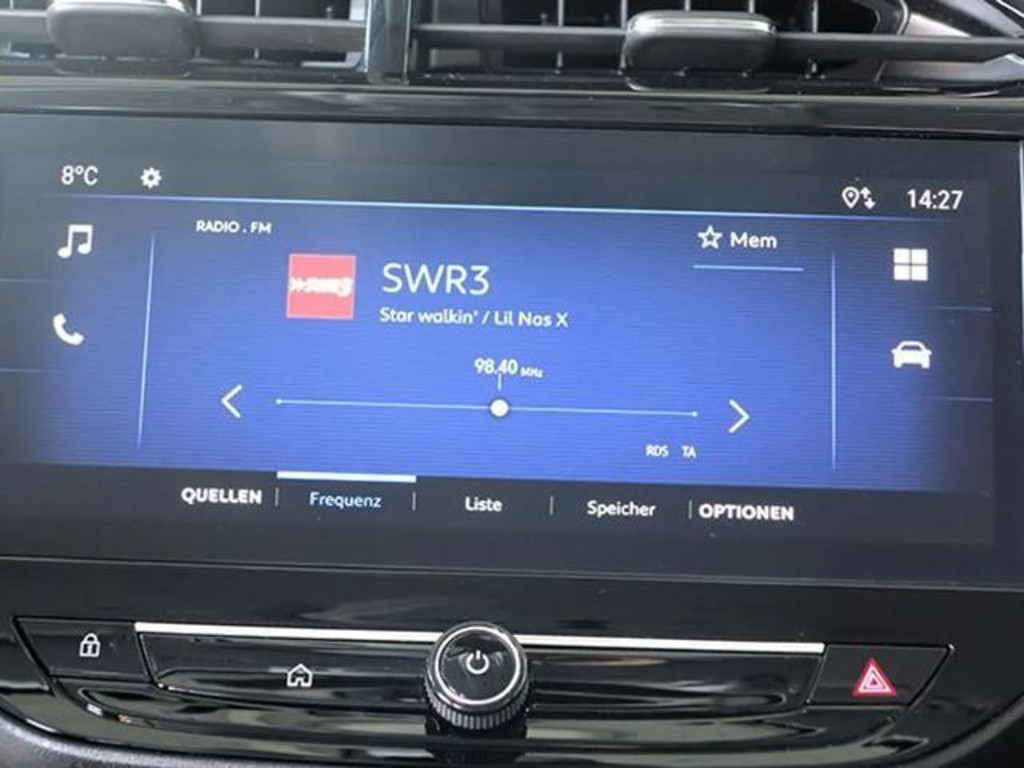 8°C
14:27
RADIO . FM
Mem
SWR3
SWR3
Star walkin' / Lil Nas X
98.40 MHz
RDS TA
QUELLEN Frequenz Liste Speicher OPTIONEN